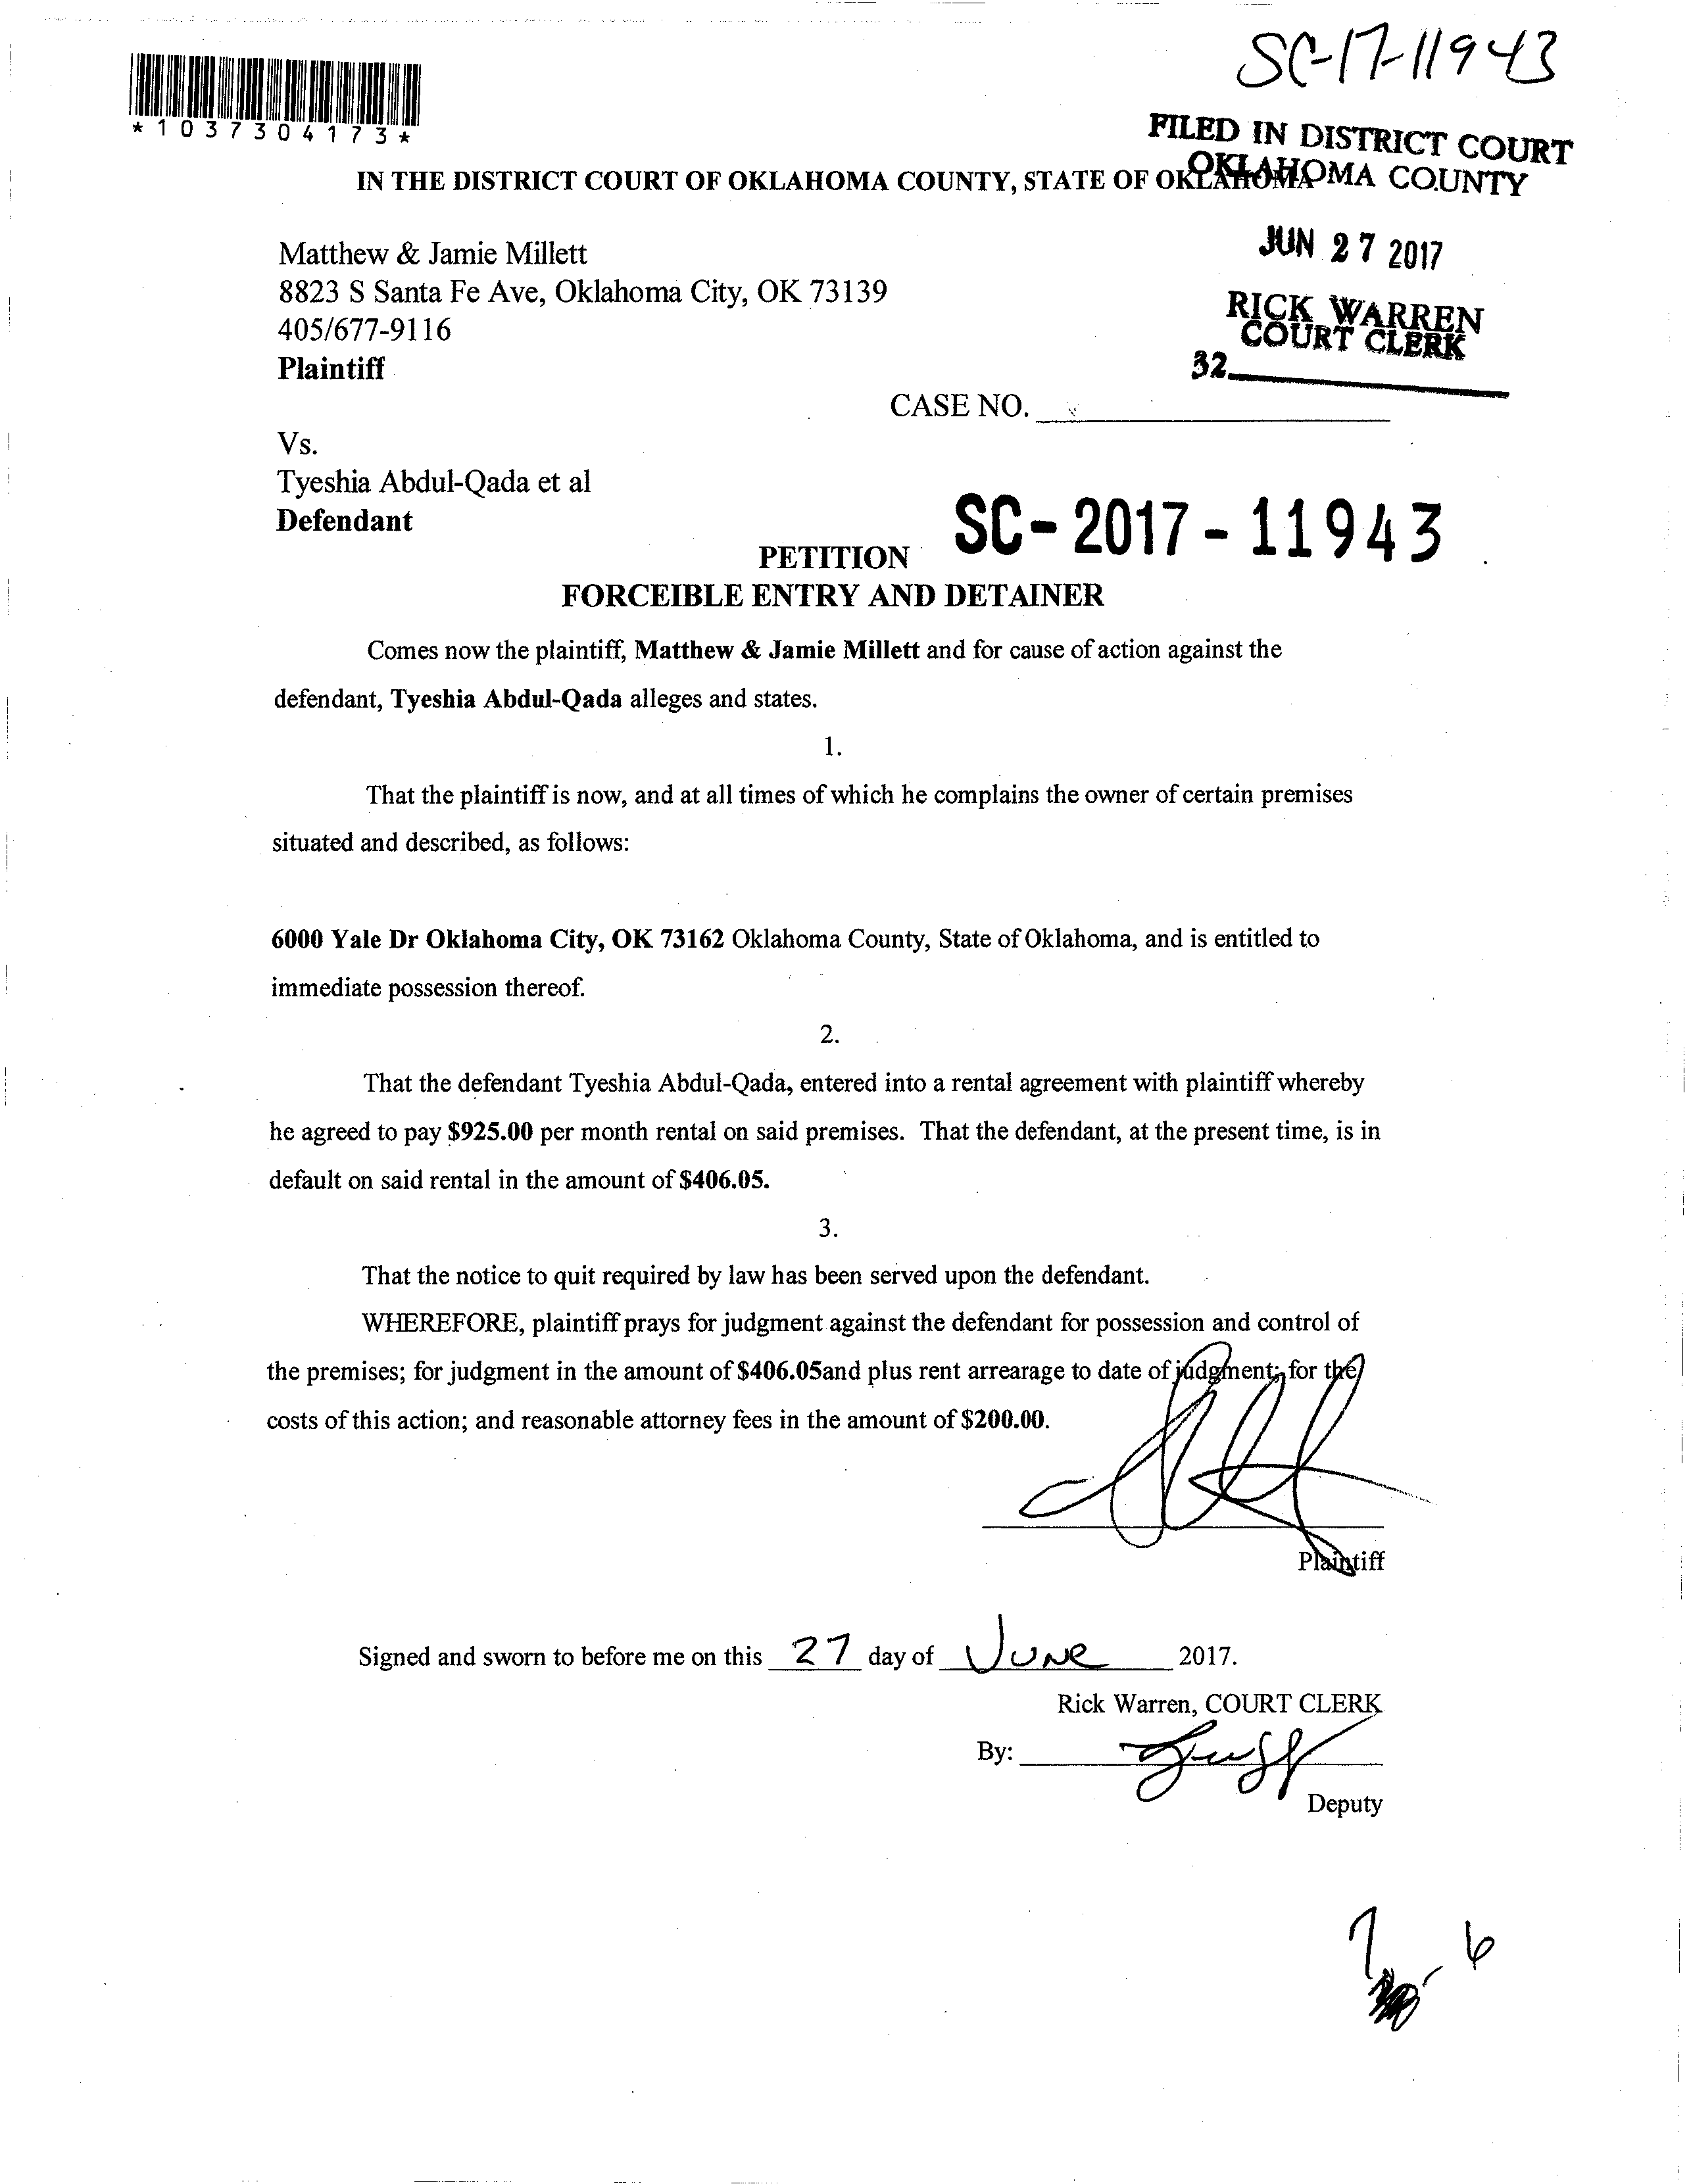 SC-17-11943
*1037304173*
FILED IN DISTRICT COURT
OKLAHOMA COUNTY
IN THE DISTRICT COURT OF OKLAHOMA COUNTY, STATE OF OKLAHOMA
JUN 27 2017
Matthew & Jamie Millett
8823 S Santa Fe Ave, Oklahoma City, OK 73139
405/677-9116
Plaintiff
RICK WARREN
COURT CLERK
32
CASE NO.
Vs.
Tyeshia Abdul-Qada et al
Defendant
SC-2017-11943
PETITION
FORCEIBLE ENTRY AND DETAINER
Comes now the plaintiff, Matthew & Jamie Millett and for cause of action against the
defendant, Tyeshia Abdul-Qada alleges and states.
1.
That the plaintiff is now, and at all times of which he complains the owner of certain premises
situated and described, as follows:
6000 Yale Dr Oklahoma City, OK 73162 Oklahoma County, State of Oklahoma, and is entitled to
immediate possession thereof.
2.
That the defendant Tyeshia Abdul-Qada, entered into a rental agreement with plaintiff whereby
he agreed to pay $925.00 per month rental on said premises. That the defendant, at the present time, is in
default on said rental in the amount of $406.05.
3.
That the notice to quit required by law has been served upon the defendant.
WHEREFORE, plaintiff prays for judgment against the defendant for possession and control of
the premises; for judgment in the amount of $406.05and plus rent arrearage to date of judgment; for the
costs of this action; and reasonable attorney fees in the amount of $200.00.
Plaintiff
Signed and sworn to before me on this 27 day of June 2017.
Rick Warren, COURT CLERK
By:
Deputy
7 - 6